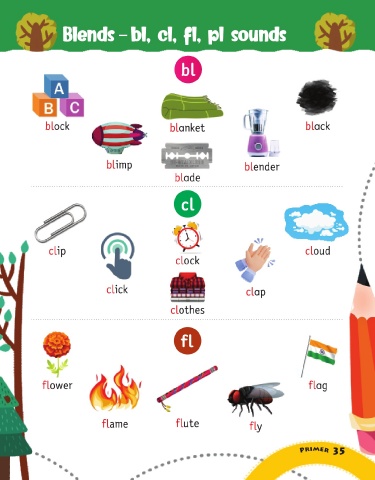 Blends – bl, cl, fl, pl sounds
bl
A
B C
block
blimp
blanket
blade
blender
black
cl
clip
click
clock
clothes
clap
cloud
fl
flower
flame
flute
fly
flag
PRIMER 35